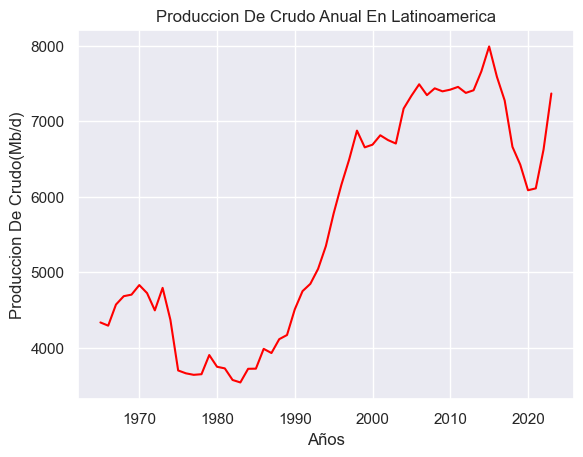 Produccion De Crudo Anual En Latinoamerica
8000
7000
6000
5000
4000
Produccion De Crudo(Mb/d)
1970 1980 1990 2000 2010 2020
Años